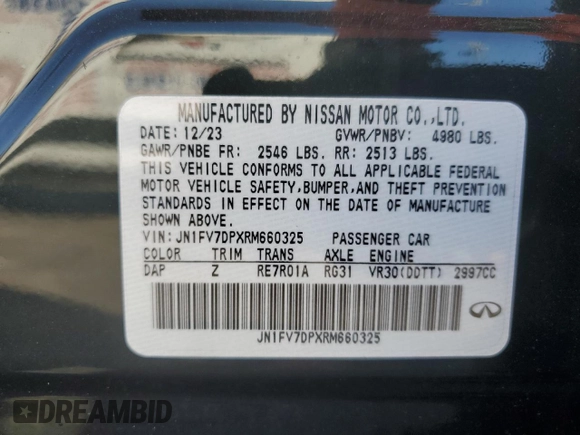 MANUFACTURED BY NISSAN MOTOR CO.,LTD.
DATE: 12/23 GVWR/PNBV: 4980 LBS.
GAWR/PNBE FR: 2546 LBS. RR: 2513 LBS.
THIS VEHICLE CONFORMS TO ALL APPLICABLE FEDERAL
MOTOR VEHICLE SAFETY,BUMPER,AND THEFT PREVENTION
STANDARDS IN EFFECT ON THE DATE OF MANUFACTURE
SHOWN ABOVE.
VIN: JN1FV7DPXRM660325 PASSENGER CAR
COLOR TRIM TRANS AXLE ENGINE
DAP Z RE7R01A RG31 VR30(DDTT) 2997CC
JN1FV7DPXRM660325
DREAMBID